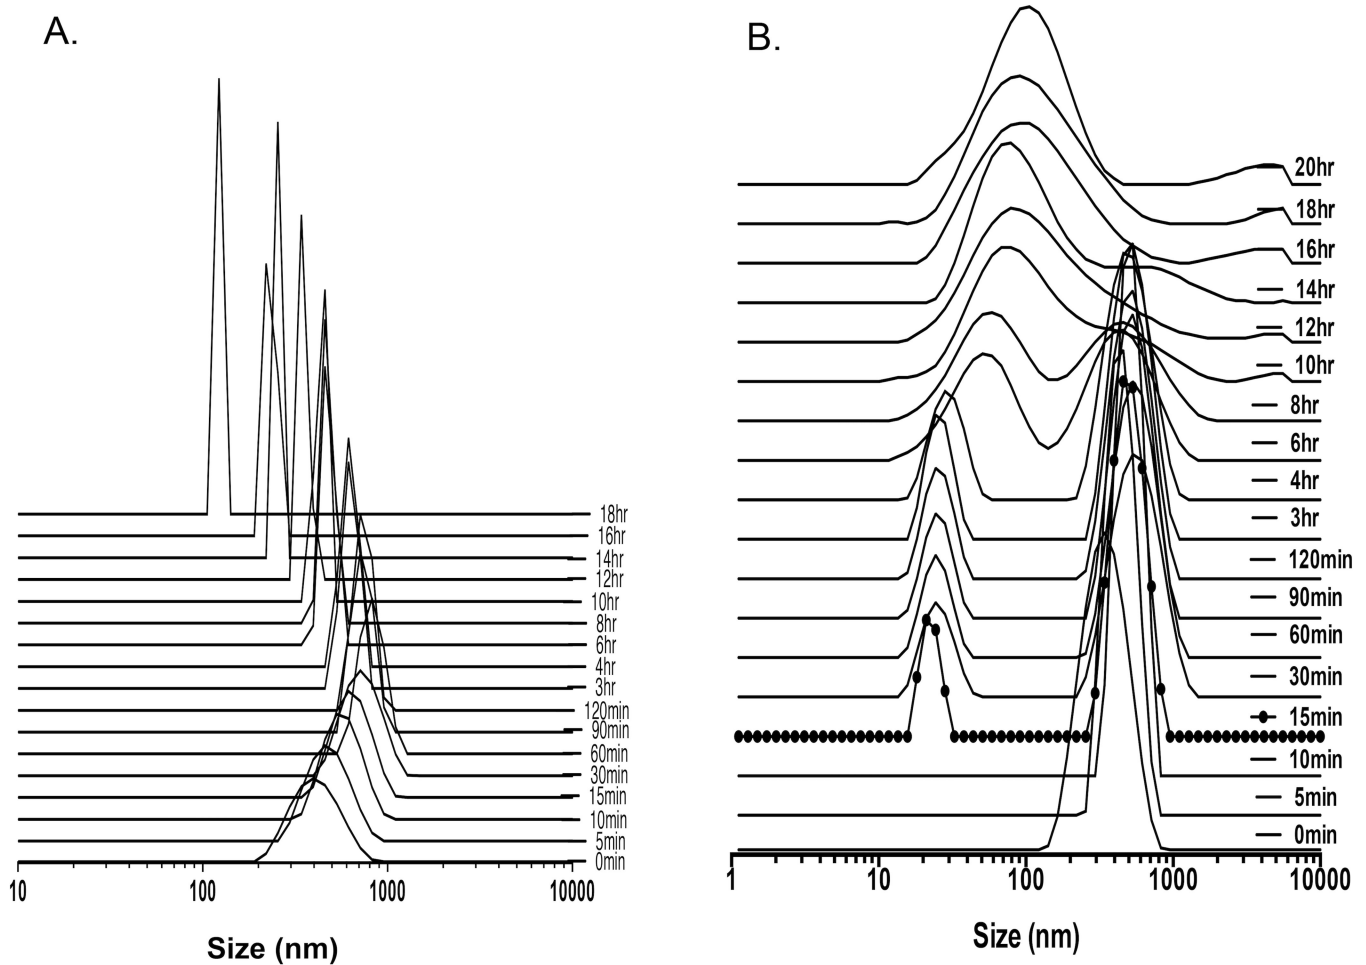 A.
18hr
16hr
14hr
12hr
10hr
8hr
6hr
4hr
3hr
120min
90min
60min
30min
15min
10min
5min
0min
10 100 1000 10000
Size (nm)
B.
20hr
18hr
16hr
14hr
12hr
10hr
8hr
6hr
4hr
3hr
120min
90min
60min
30min
15min
10min
5min
0min
1 10 100 1000 10000
Size (nm)